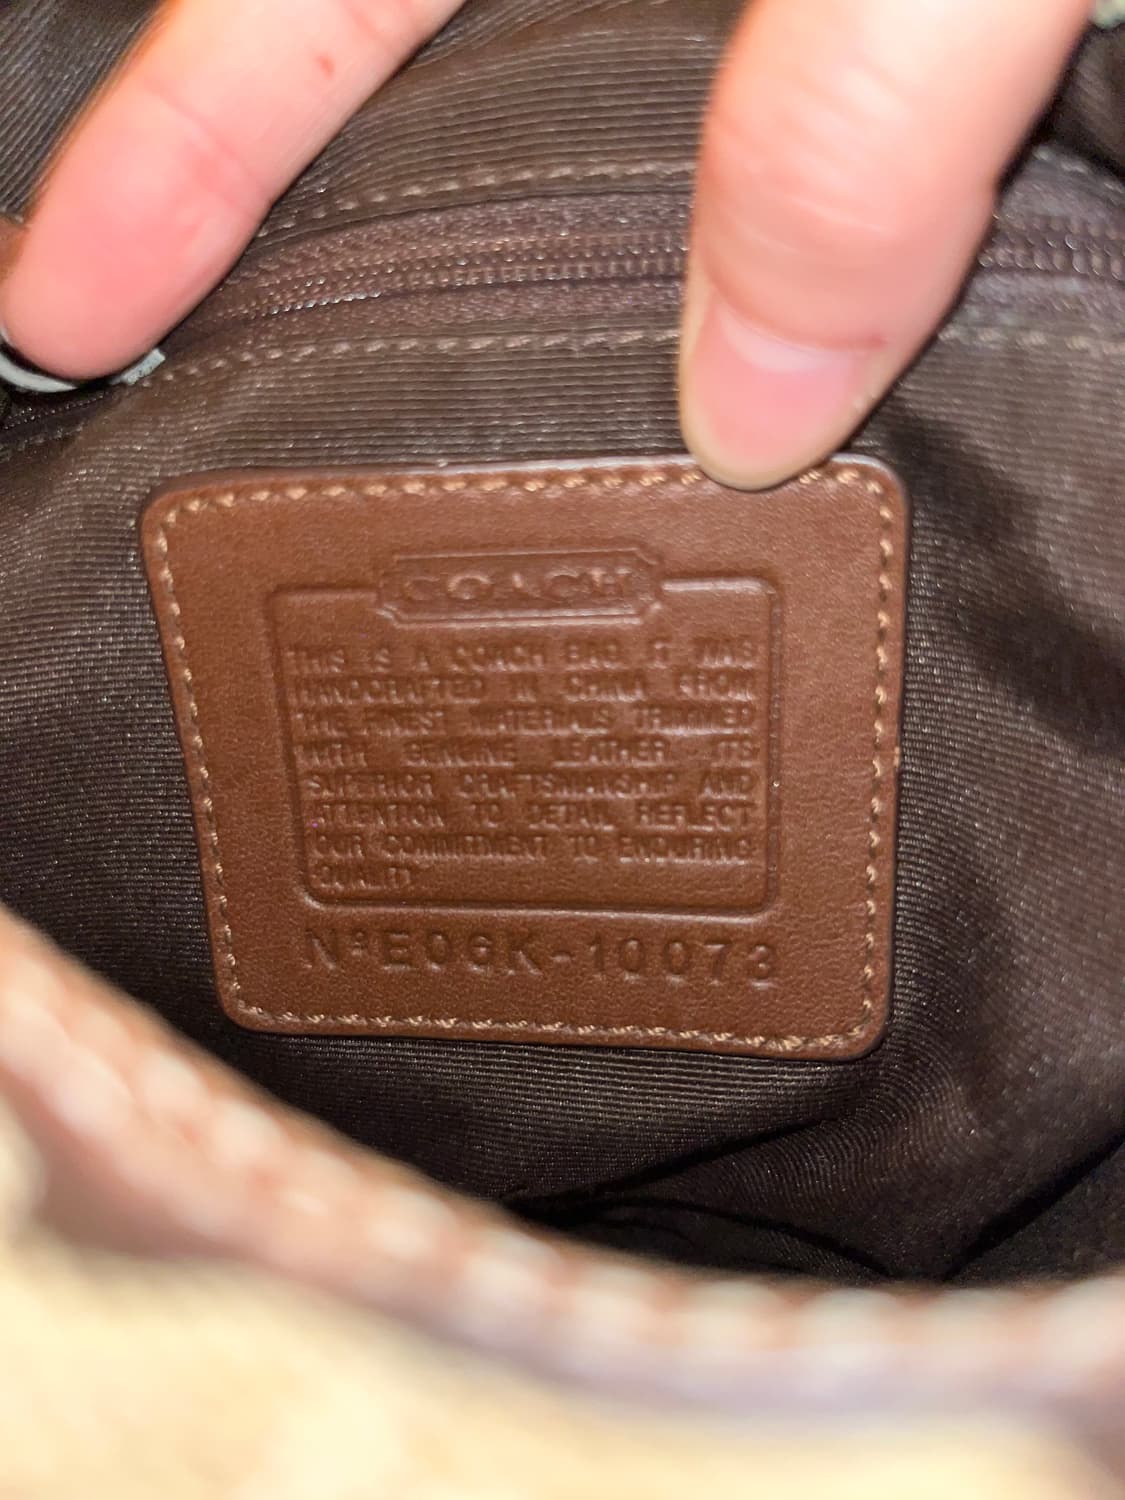 COACH
THIS IS A COACH BAG. IT WAS
HANDCRAFTED IN CHINA FROM
THE FINEST MATERIALS TRIMMED
WITH GENUINE LEATHER. ITS
SUPERIOR CRAFTSMANSHIP AND
ATTENTION TO DETAIL REFLECT
OUR COMMITMENT TO ENDURING
QUALITY.
Nº E06K-10073